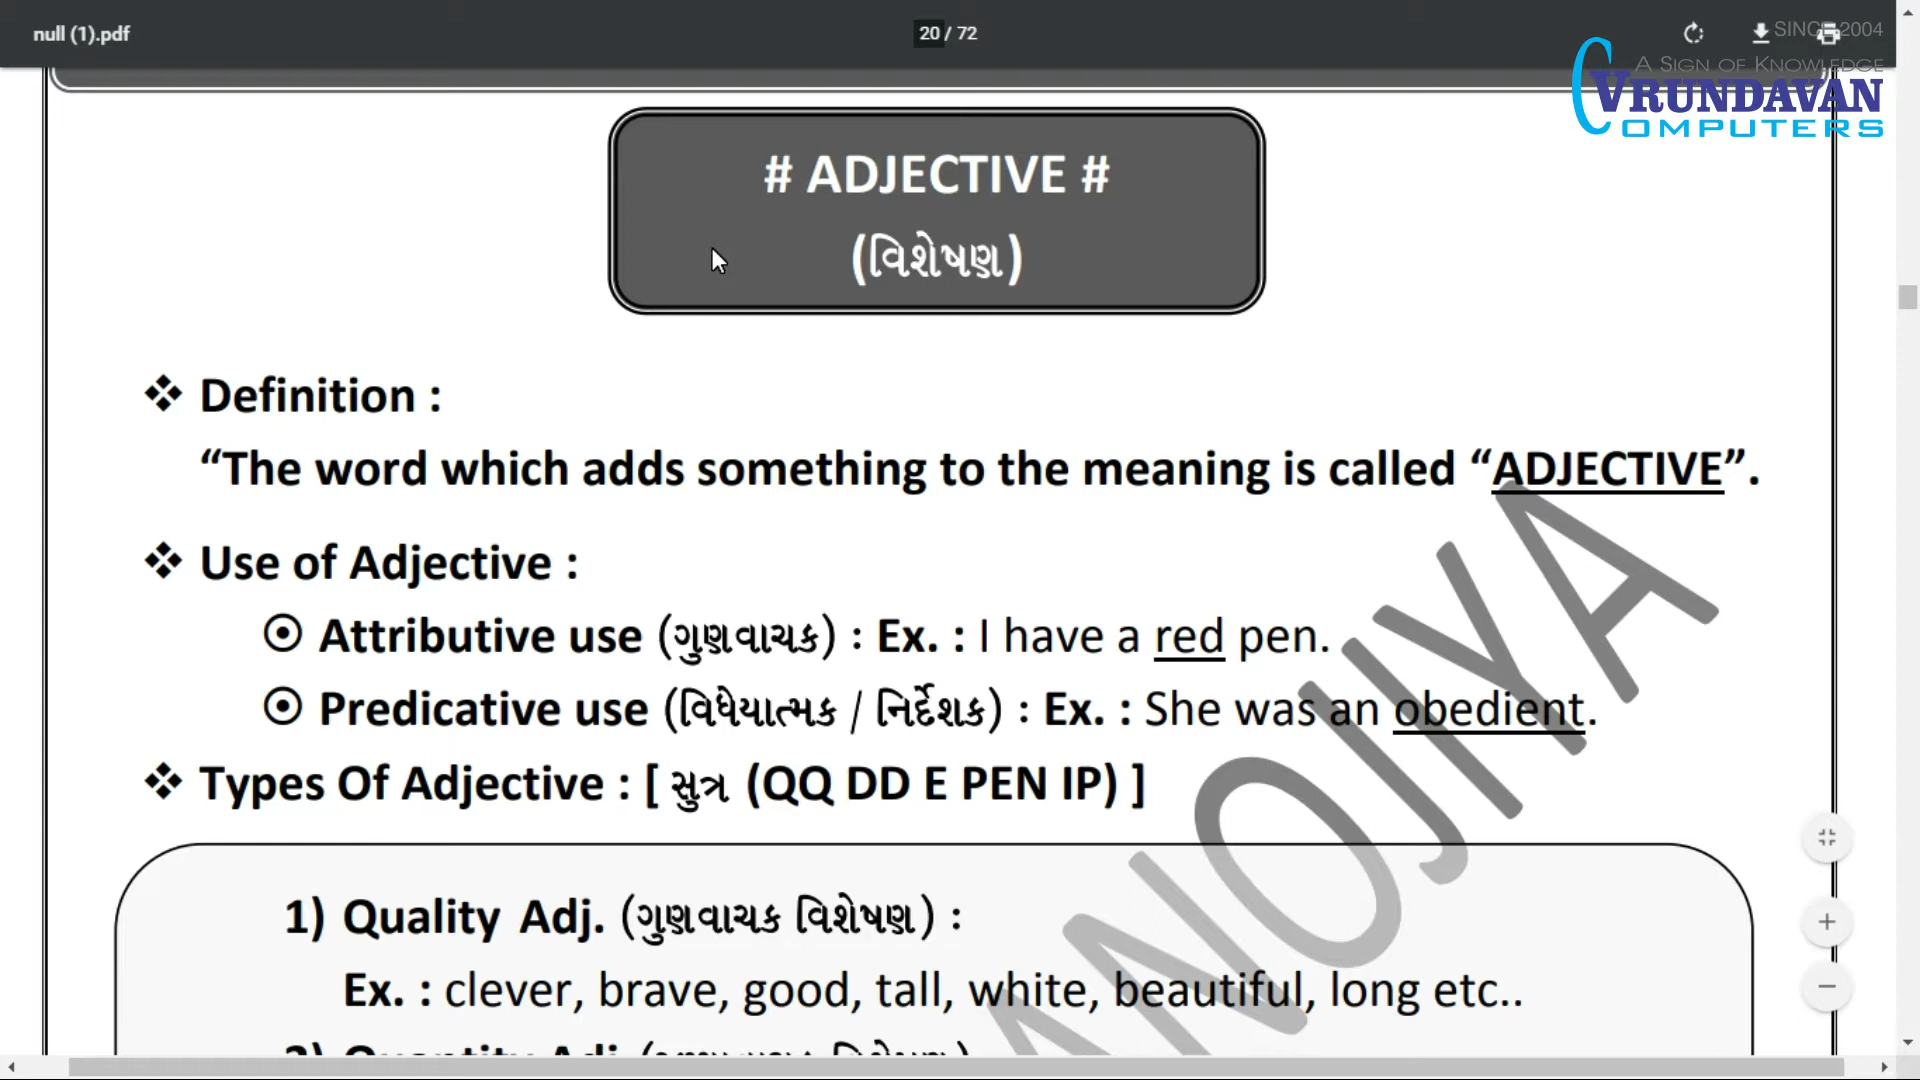 null (1).pdf
20 / 72
SINCE 2004
A SIGN OF KNOWLEDGE
VRUNDAVAN
COMPUTERS
# ADJECTIVE #
(વિશેષણ)
❖ Definition :
“The word which adds something to the meaning is called “ADJECTIVE”.
❖ Use of Adjective :
Attributive use (ગુણવાચક) : Ex. : I have a red pen.
Predicative use (વિધેયાત્મક / નિર્દેશક) : Ex. : She was an obedient.
❖ Types Of Adjective : [ સુત્ર (QQ DD E PEN IP) ]
1) Quality Adj. (ગુણવાચક વિશેષણ) :
Ex. : clever, brave, good, tall, white, beautiful, long etc..
2) Quantity Adj.